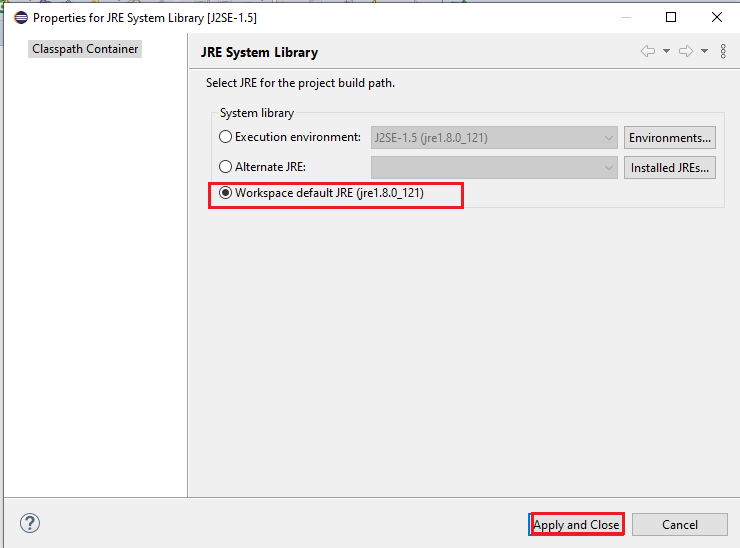 Properties for JRE System Library [J2SE-1.5]
Classpath Container
JRE System Library
Select JRE for the project build path.
System library
Execution environment: J2SE-1.5 (jre1.8.0_121) Environments...
Alternate JRE: Installed JREs...
Workspace default JRE (jre1.8.0_121)
? Apply and Close Cancel